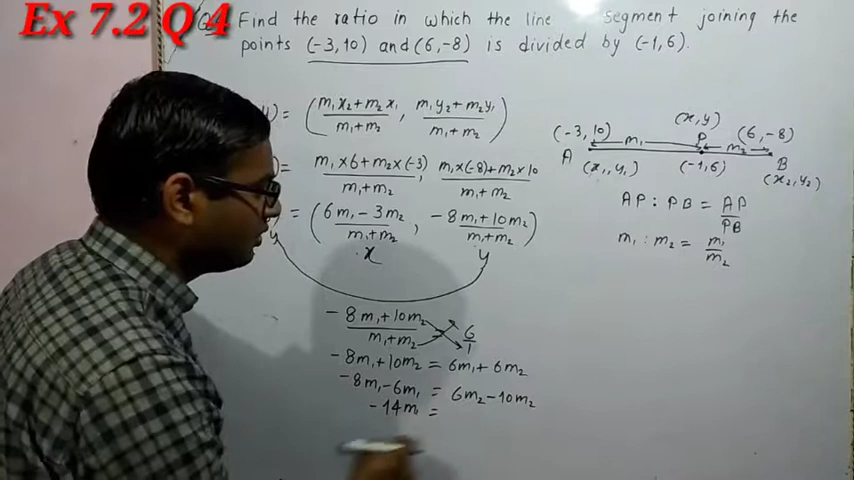 Ex 7.2 Q 4
Find the ratio in which the line segment joining the
points (-3,10) and (6,-8) is divided by (-1,6).
) = ( m₁x₂+m₂x₁ / m₁+m₂ , m₁y₂+m₂y₁ / m₁+m₂ )
= m₁×6+m₂×(-3) / m₁+m₂ , m₁×(-8)+m₂×10 / m₁+m₂
= ( 6m₁-3m₂ / m₁+m₂ , -8m₁+10m₂ / m₁+m₂ )
y x y
-8m₁+10m₂ / m₁+m₂ = 6/1
-8m₁+10m₂ = 6m₁+6m₂
-8m₁-6m₁ = 6m₂-10m₂
-14m₁ =
(x,y)
(-3,10) m₁ P m₂ (6,-8)
A (x₁,y₁) (-1,6) B
(x₂,y₂)
AP : PB = AP/PB
m₁ : m₂ = m₁/m₂